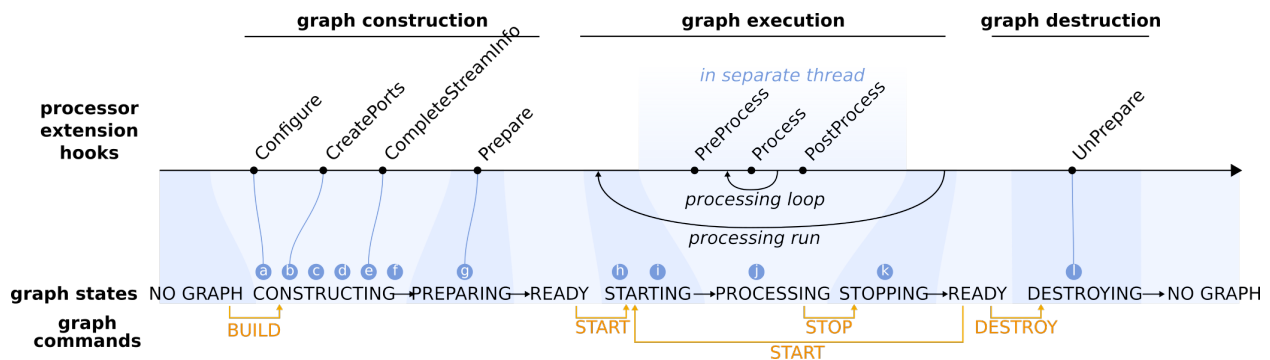 graph construction
graph execution
graph destruction
in separate thread
processor
extension
hooks
Configure
CreatePorts
CompleteStreamInfo
Prepare
PreProcess
Process
PostProcess
UnPrepare
processing loop
processing run
a b c d e f g h i j k l
graph states
NO GRAPH CONSTRUCTING PREPARING READY STARTING PROCESSING STOPPING READY DESTROYING NO GRAPH
graph
commands
BUILD START STOP DESTROY
START